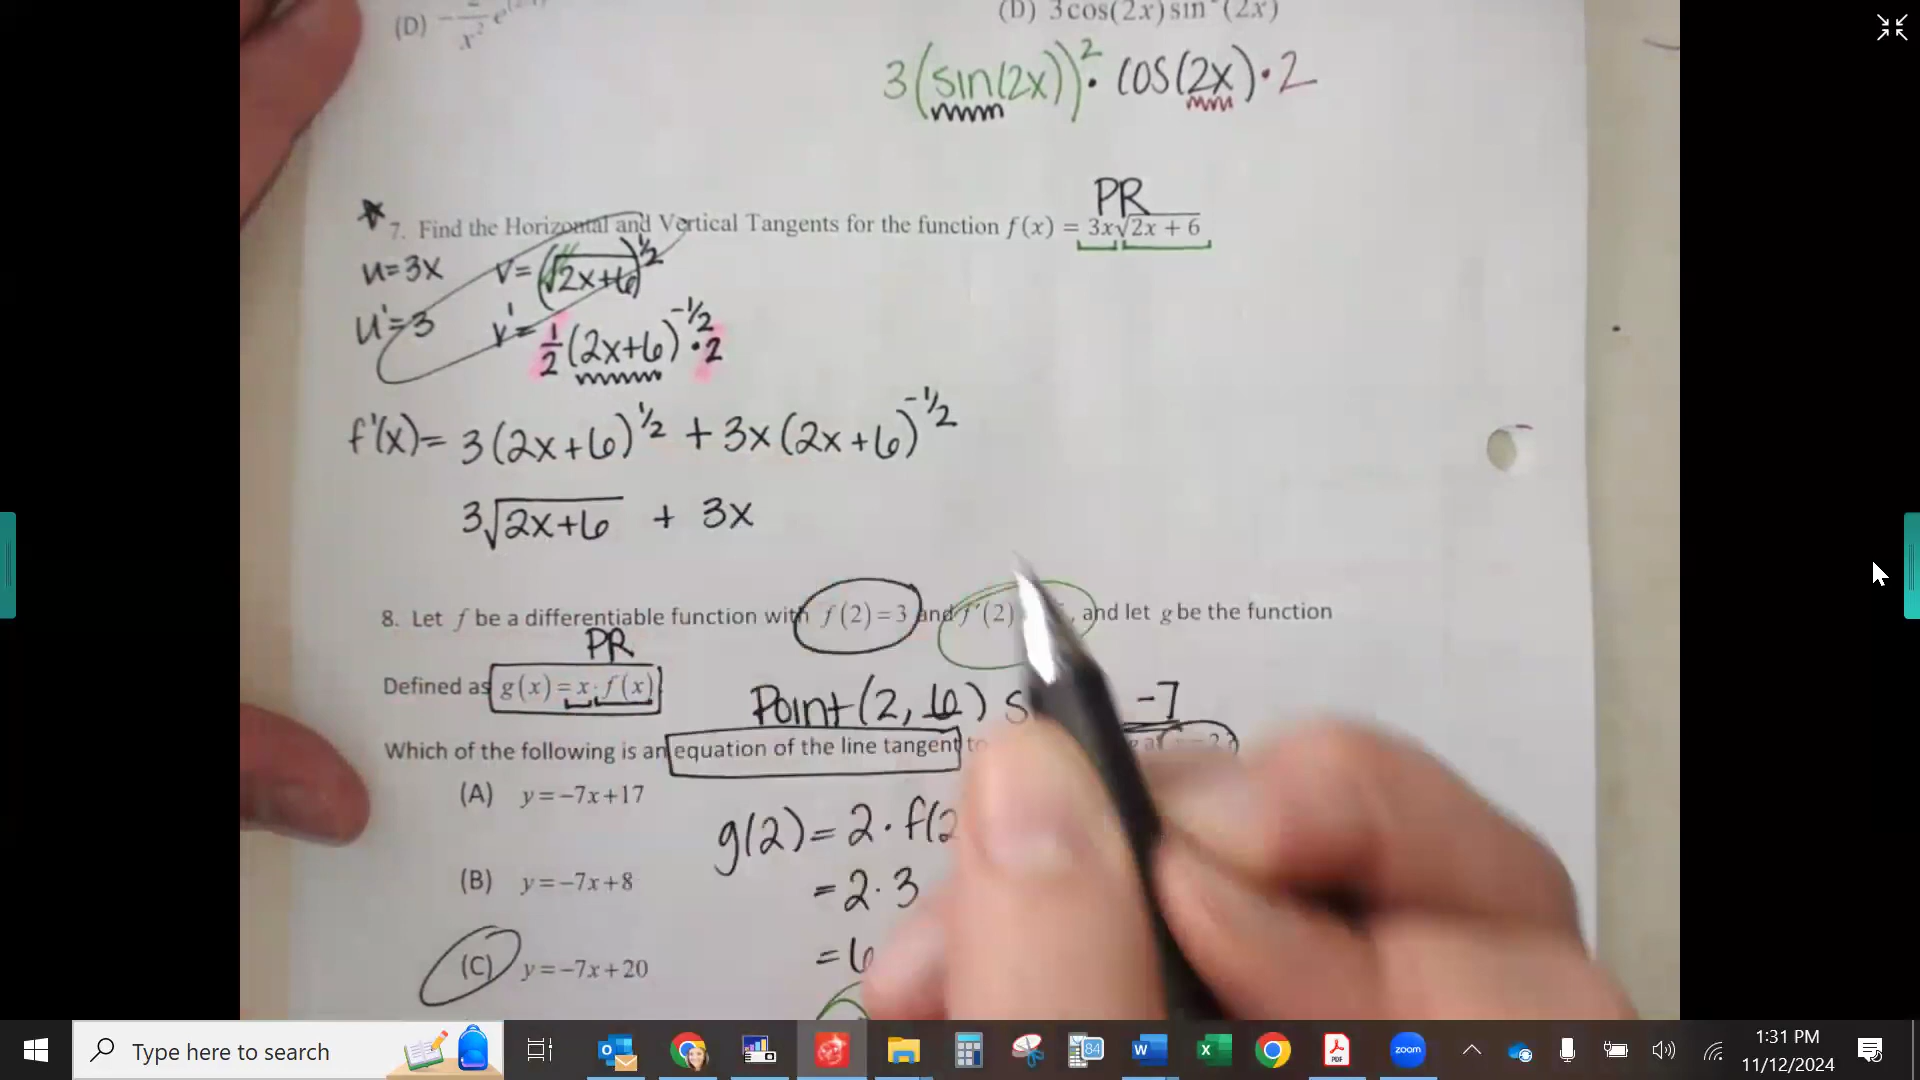 (D)
(D) 3cos(2x)sin (2x)
3(sin(2x))²·cos(2x)·2
PR
★ 7. Find the Horizontal and Vertical Tangents for the function f(x) = 3x√2x + 6
u=3x v=(√2x+6)^1/2
u'=3 v'=1/2(2x+6)^-1/2·2
f'(x)= 3(2x+6)^1/2 + 3x(2x+6)^-1/2
3√2x+6 + 3x
8. Let f be a differentiable function with f(2)=3 and f'(2) , and let g be the function
PR
Defined as g(x)=x·f(x)
Point(2, 6) -7
Which of the following is an equation of the line tangent
(A) y=-7x+17
g(2)=2·f(2
(B) y=-7x+8
=2·3
(C) y=-7x+20
=6
Type here to search
84
zoom
1:31 PM
11/12/2024